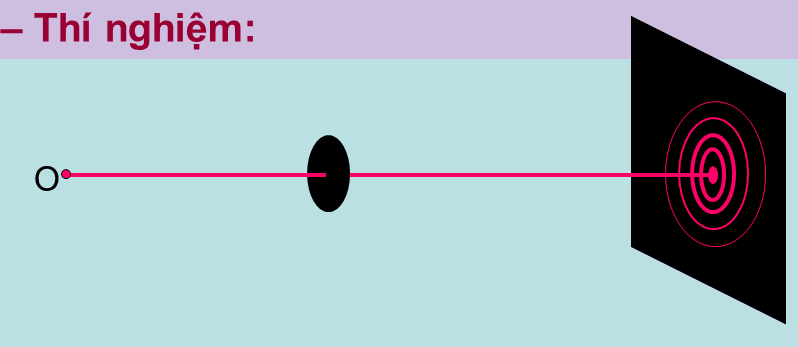 – Thí nghiệm:
O